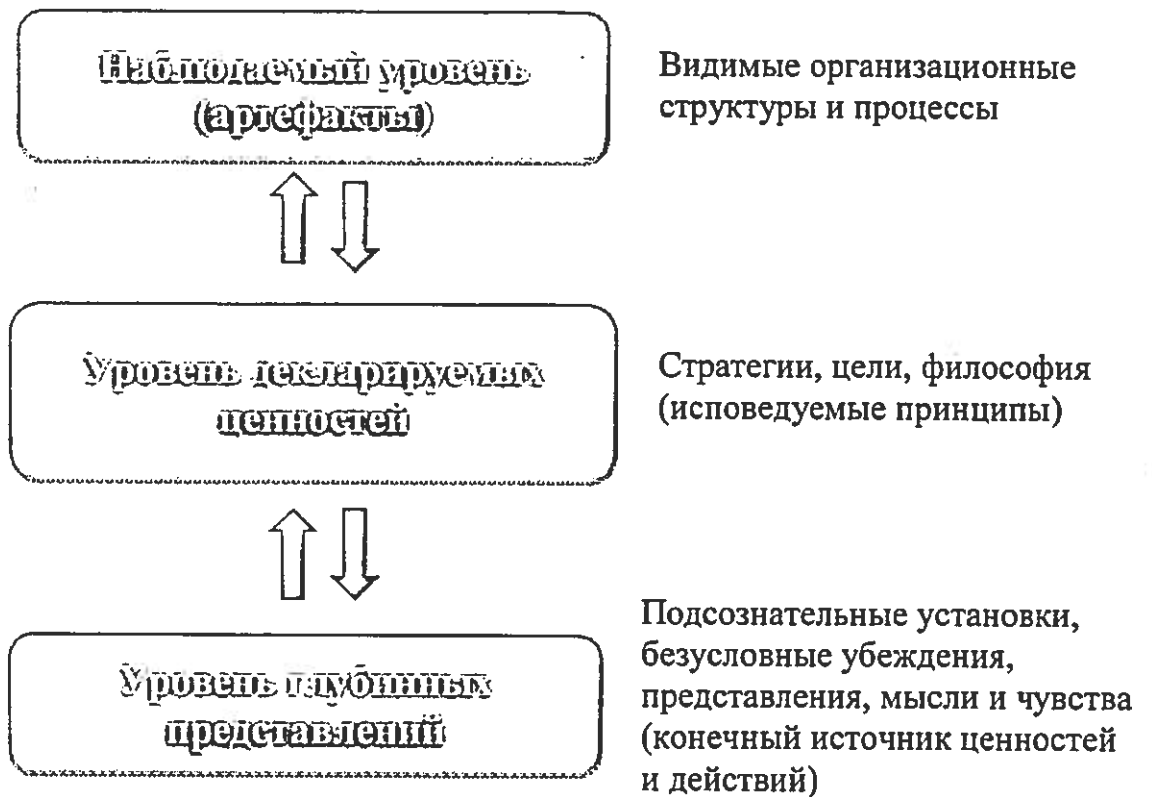 Наблюдаемый уровень
(артефакты)
Видимые организационные
структуры и процессы
Уровень декларируемых
ценностей
Стратегии, цели, философия
(исповедуемые принципы)
Уровень глубинных
представлений
Подсознательные установки,
безусловные убеждения,
представления, мысли и чувства
(конечный источник ценностей
и действий)